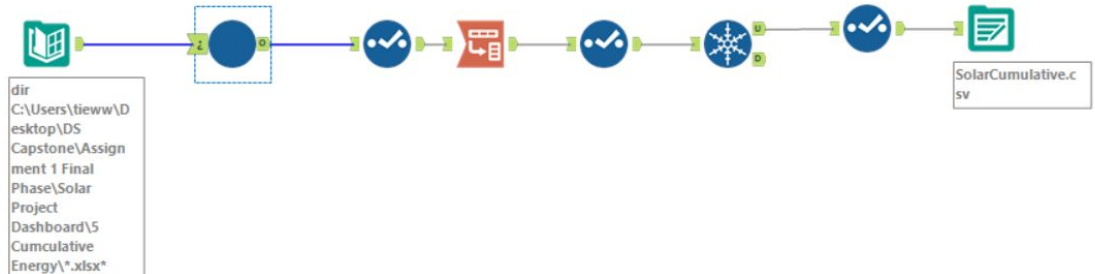 ¿
O
U
D
dir
C:\Users\tieww\D
esktop\DS
Capstone\Assign
ment 1 Final
Phase\Solar
Project
Dashboard\5
Cumculative
Energy\*.xlsx*
SolarCumulative.c
sv